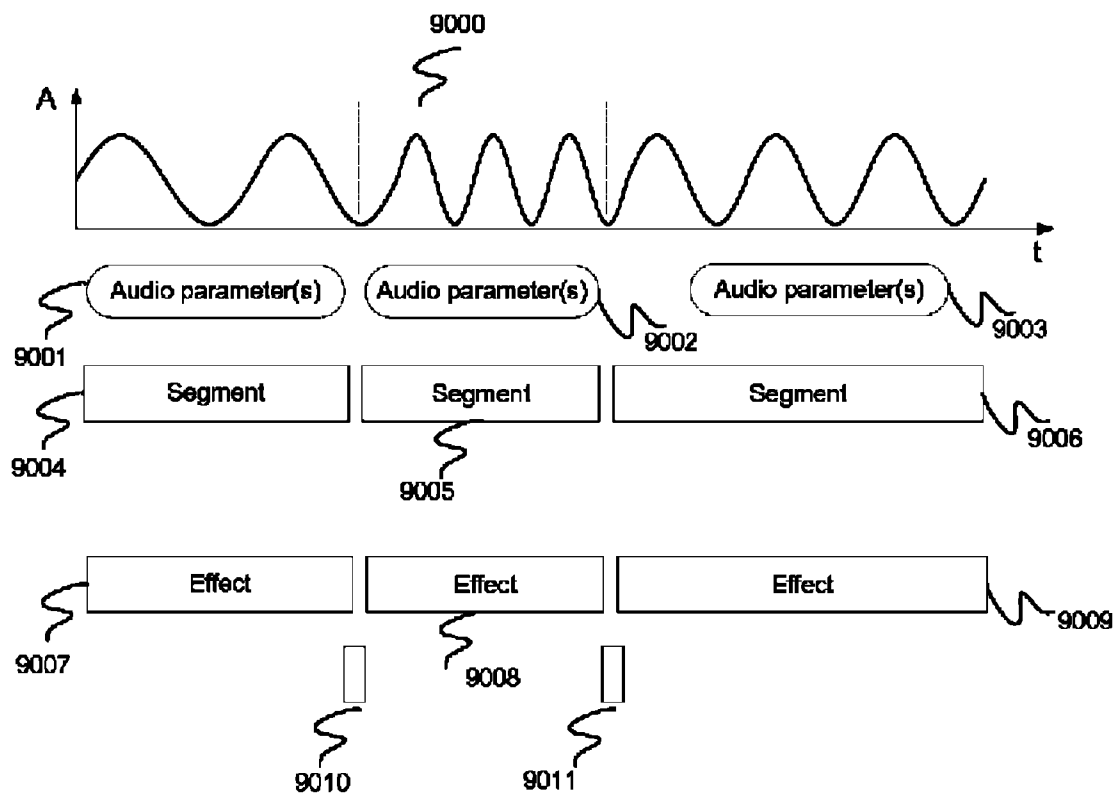 9000
A
t
Audio parameter(s) Audio parameter(s) Audio parameter(s)
9001 9002 9003
Segment Segment Segment
9004 9005 9006
Effect Effect Effect
9007 9008 9009
9010 9011